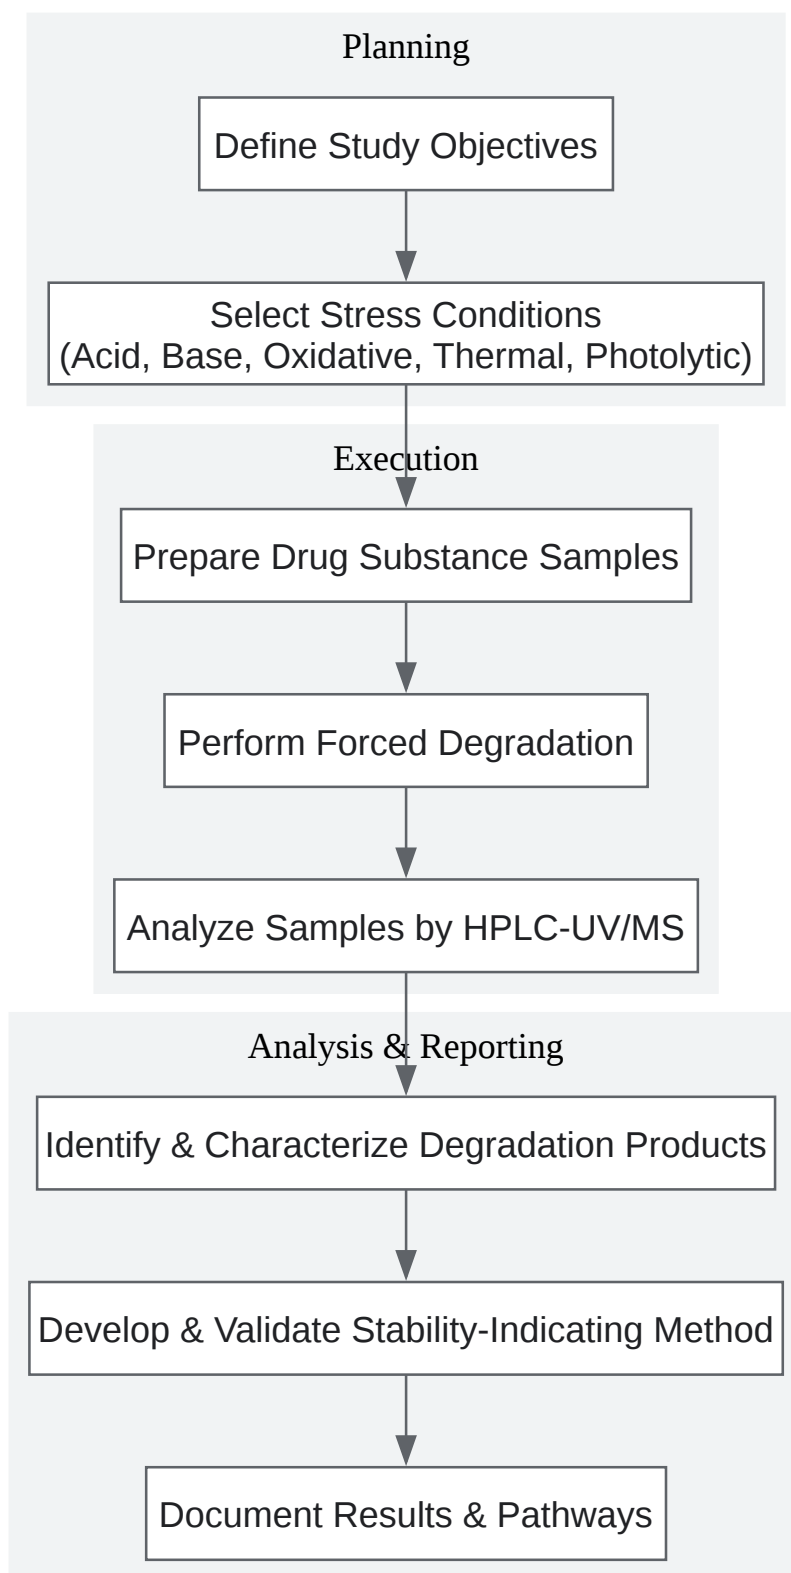 Planning
Define Study Objectives
Select Stress Conditions
(Acid, Base, Oxidative, Thermal, Photolytic)
Execution
Prepare Drug Substance Samples
Perform Forced Degradation
Analyze Samples by HPLC-UV/MS
Analysis & Reporting
Identify & Characterize Degradation Products
Develop & Validate Stability-Indicating Method
Document Results & Pathways